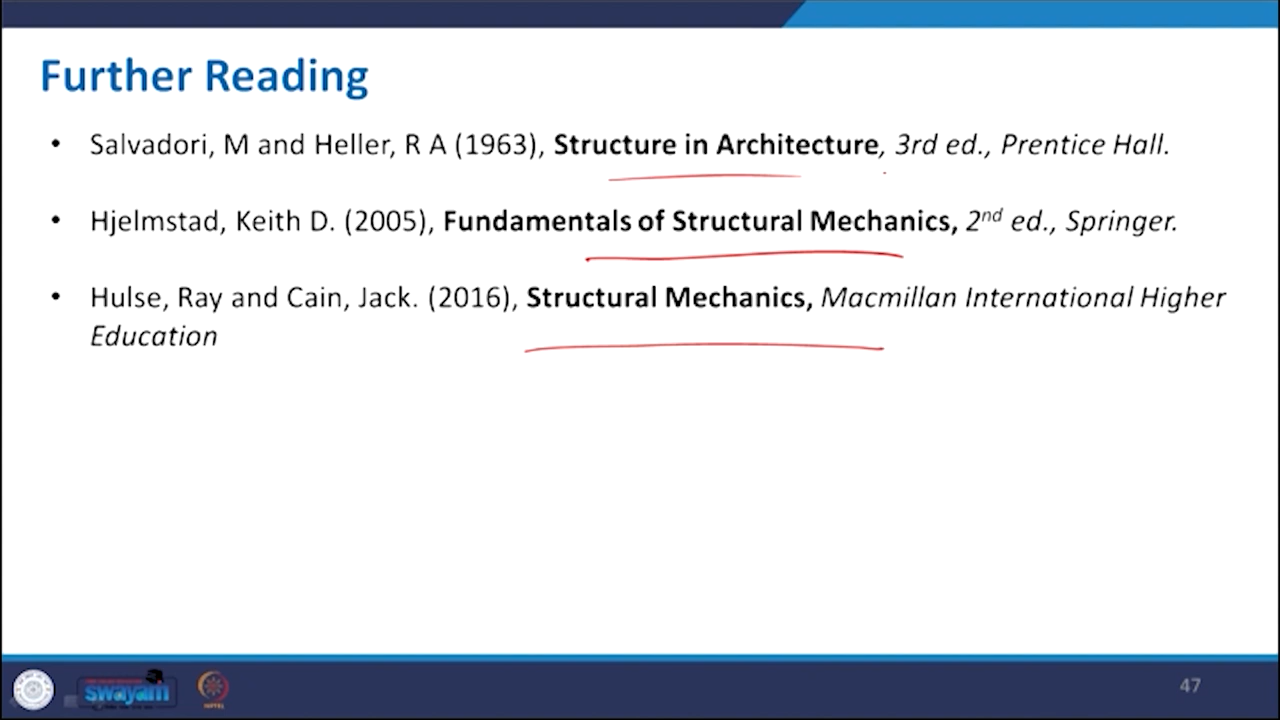 Further Reading
• Salvadori, M and Heller, R A (1963), Structure in Architecture, 3rd ed., Prentice Hall.
• Hjelmstad, Keith D. (2005), Fundamentals of Structural Mechanics, 2nd ed., Springer.
• Hulse, Ray and Cain, Jack. (2016), Structural Mechanics, Macmillan International Higher
Education
swayam
47